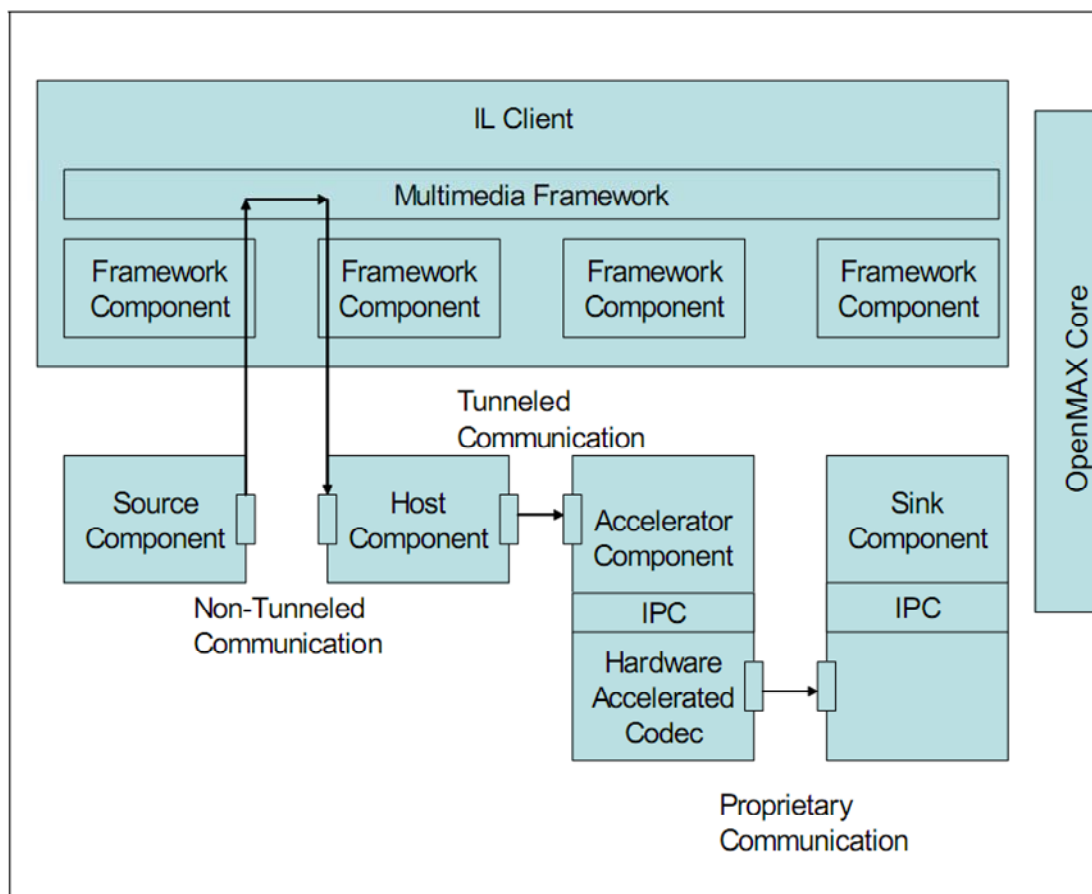 IL Client
Multimedia Framework
Framework
Component
Framework
Component
Framework
Component
Framework
Component
OpenMAX Core
Tunneled
Communication
Source
Component
Host
Component
Accelerator
Component
Sink
Component
Non-Tunneled
Communication
IPC
IPC
Hardware
Accelerated
Codec
Proprietary
Communication